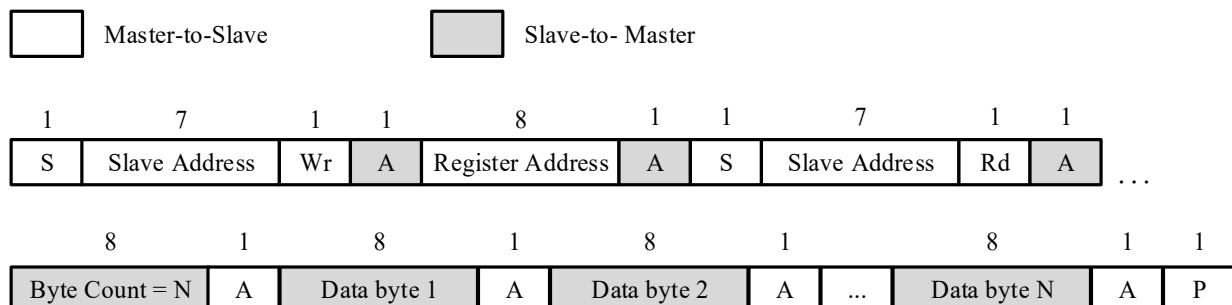 Master-to-Slave Slave-to- Master
1 7 1 1 8 1 1 7 1 1
S Slave Address Wr A Register Address A S Slave Address Rd A ...
8 1 8 1 8 1 8 1 1
Byte Count = N A Data byte 1 A Data byte 2 A ... Data byte N A P